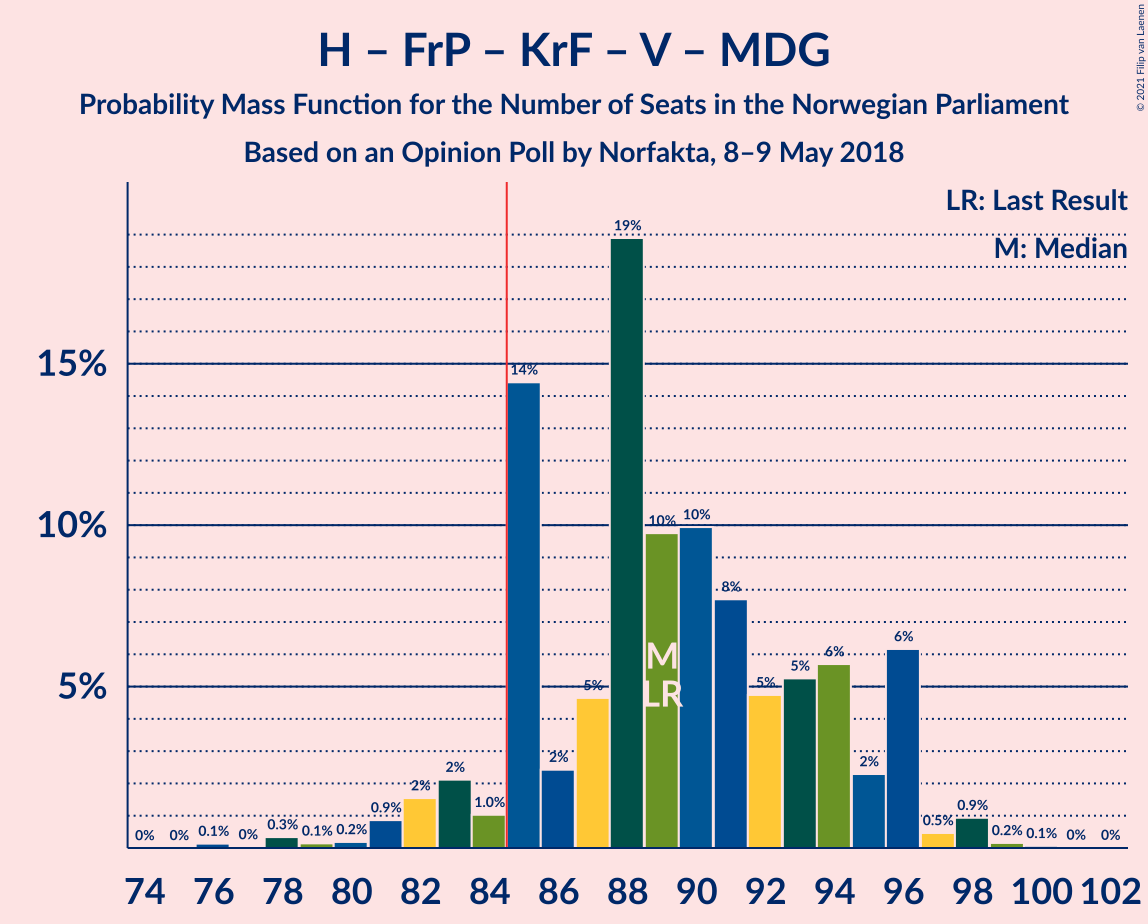 H – FrP – KrF – V – MDG
Probability Mass Function for the Number of Seats in the Norwegian Parliament
Based on an Opinion Poll by Norfakta, 8–9 May 2018
© 2021 Filip van Laenen
LR: Last Result
M: Median
15%
10%
5%
0% 0% 0.1% 0% 0.3% 0.1% 0.2% 0.9% 2% 2% 1.0% 14% 2% 5% 19% 10% 10% 8% 5% 5% 6% 2% 6% 0.5% 0.9% 0.2% 0.1% 0% 0%
M
LR
74 76 78 80 82 84 86 88 90 92 94 96 98 100 102